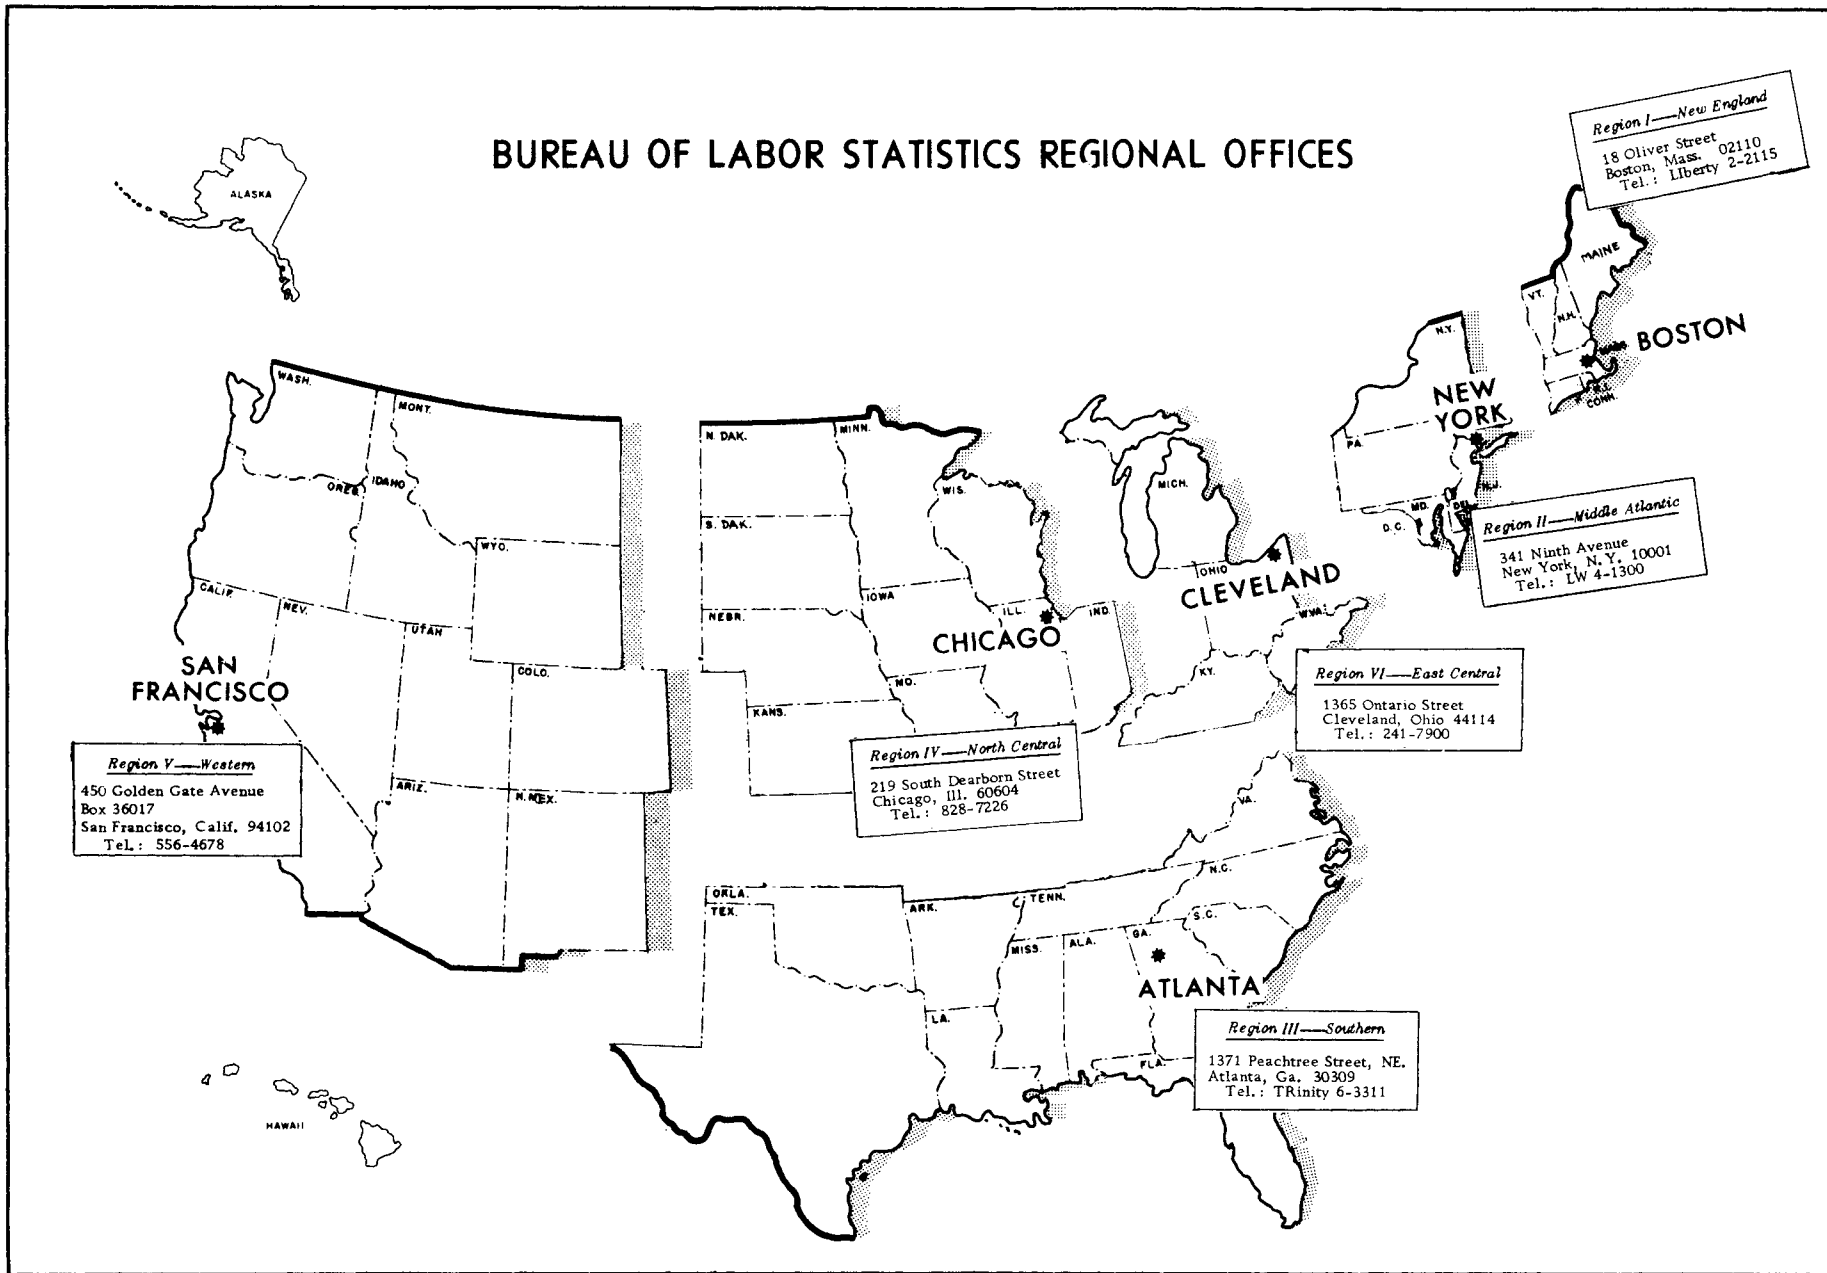 BUREAU OF LABOR STATISTICS REGIONAL OFFICES
Region I—New England
18 Oliver Street
Boston, Mass. 02110
Tel.: LIberty 2-2115
ALASKA
MAINE
VT.
N.H.
MASS.
BOSTON
R.I.
CONN.
N.Y.
NEW
YORK
PA.
N.J.
MD.
DEL.
D.C.
Region II—Middle Atlantic
341 Ninth Avenue
New York, N.Y. 10001
Tel.: LW 4-1300
WASH.
MONT.
OREG.
IDAHO
WYO.
CALIF.
NEV.
UTAH
COLO.
ARIZ.
N. MEX.
SAN
FRANCISCO
Region V—Western
450 Golden Gate Avenue
Box 36017
San Francisco, Calif. 94102
Tel.: 556-4678
N. DAK.
MINN.
S. DAK.
WIS.
NEBR.
IOWA
ILL.
IND.
CHICAGO
KANS.
MO.
Region IV—North Central
219 South Dearborn Street
Chicago, Ill. 60604
Tel.: 828-7226
MICH.
OHIO
CLEVELAND
W.VA.
KY.
Region VI—East Central
1365 Ontario Street
Cleveland, Ohio 44114
Tel.: 241-7900
VA.
N.C.
OKLA.
TEX.
ARK.
TENN.
S.C.
MISS.
ALA.
GA.
ATLANTA
LA.
FLA.
Region III—Southern
1371 Peachtree Street, NE.
Atlanta, Ga. 30309
Tel.: TRinity 6-3311
HAWAII